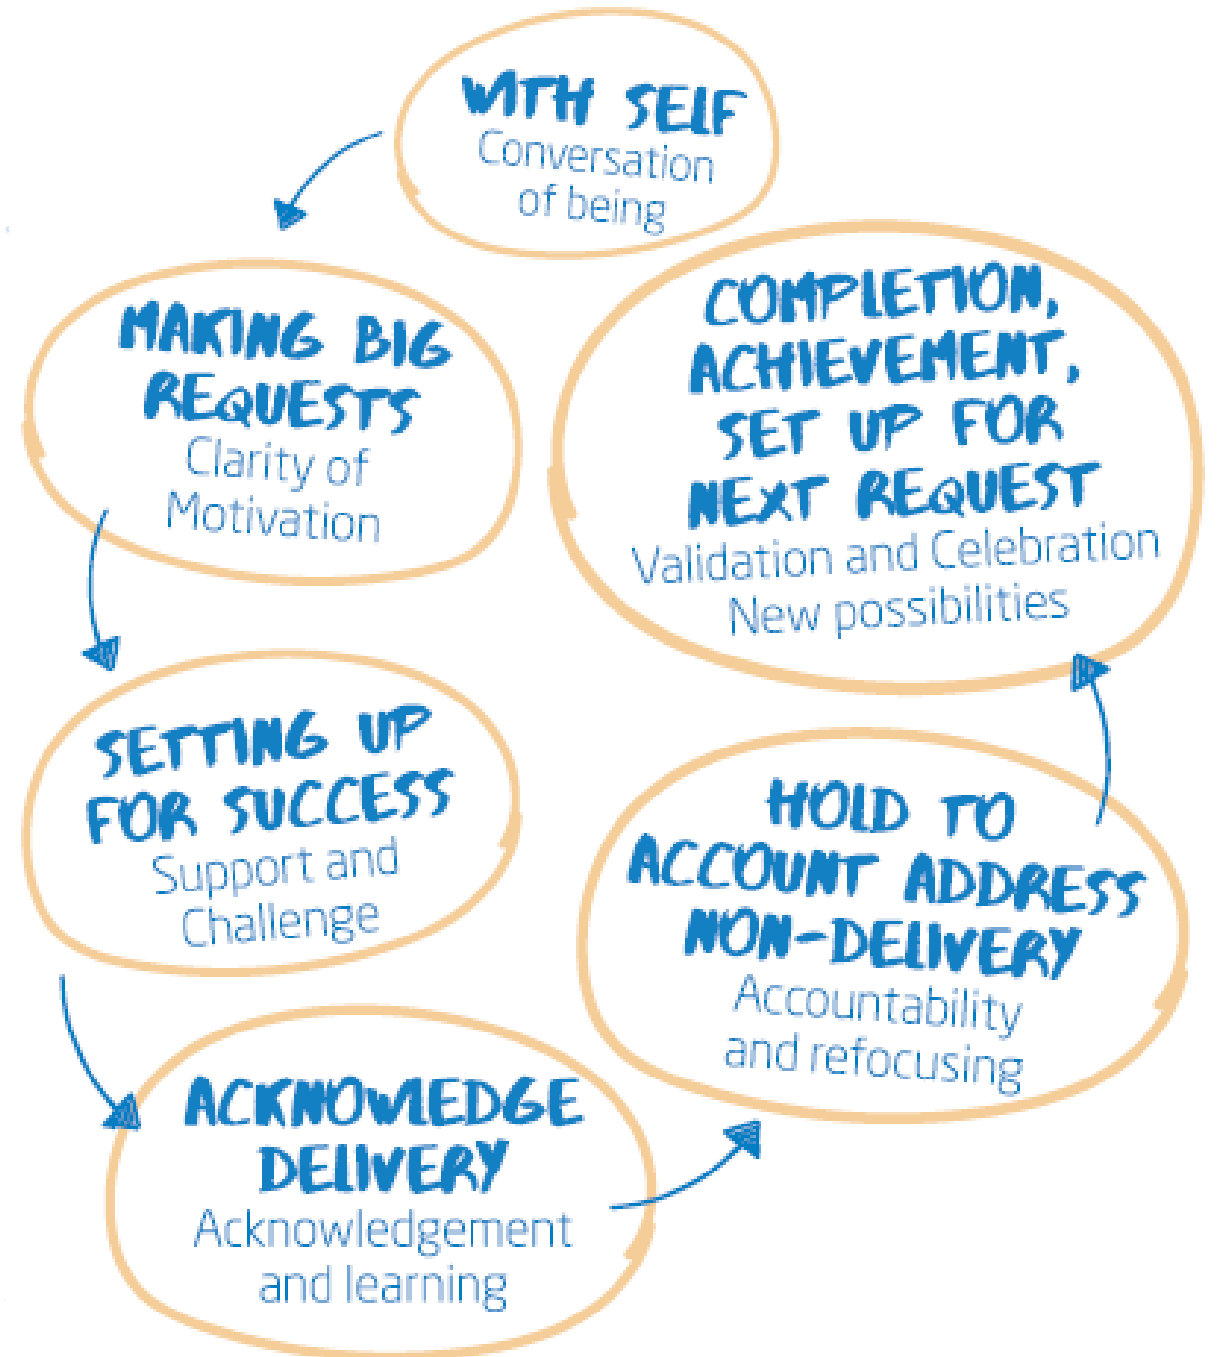 WITH SELF
Conversation
of being
MAKING BIG
REQUESTS
Clarity of
Motivation
SETTING UP
FOR SUCCESS
Support and
Challenge
ACKNOWLEDGE
DELIVERY
Acknowledgement
and learning
HOLD TO
ACCOUNT ADDRESS
NON-DELIVERY
Accountability
and refocusing
COMPLETION,
ACHIEVEMENT,
SET UP FOR
NEXT REQUEST
Validation and Celebration
New possibilities